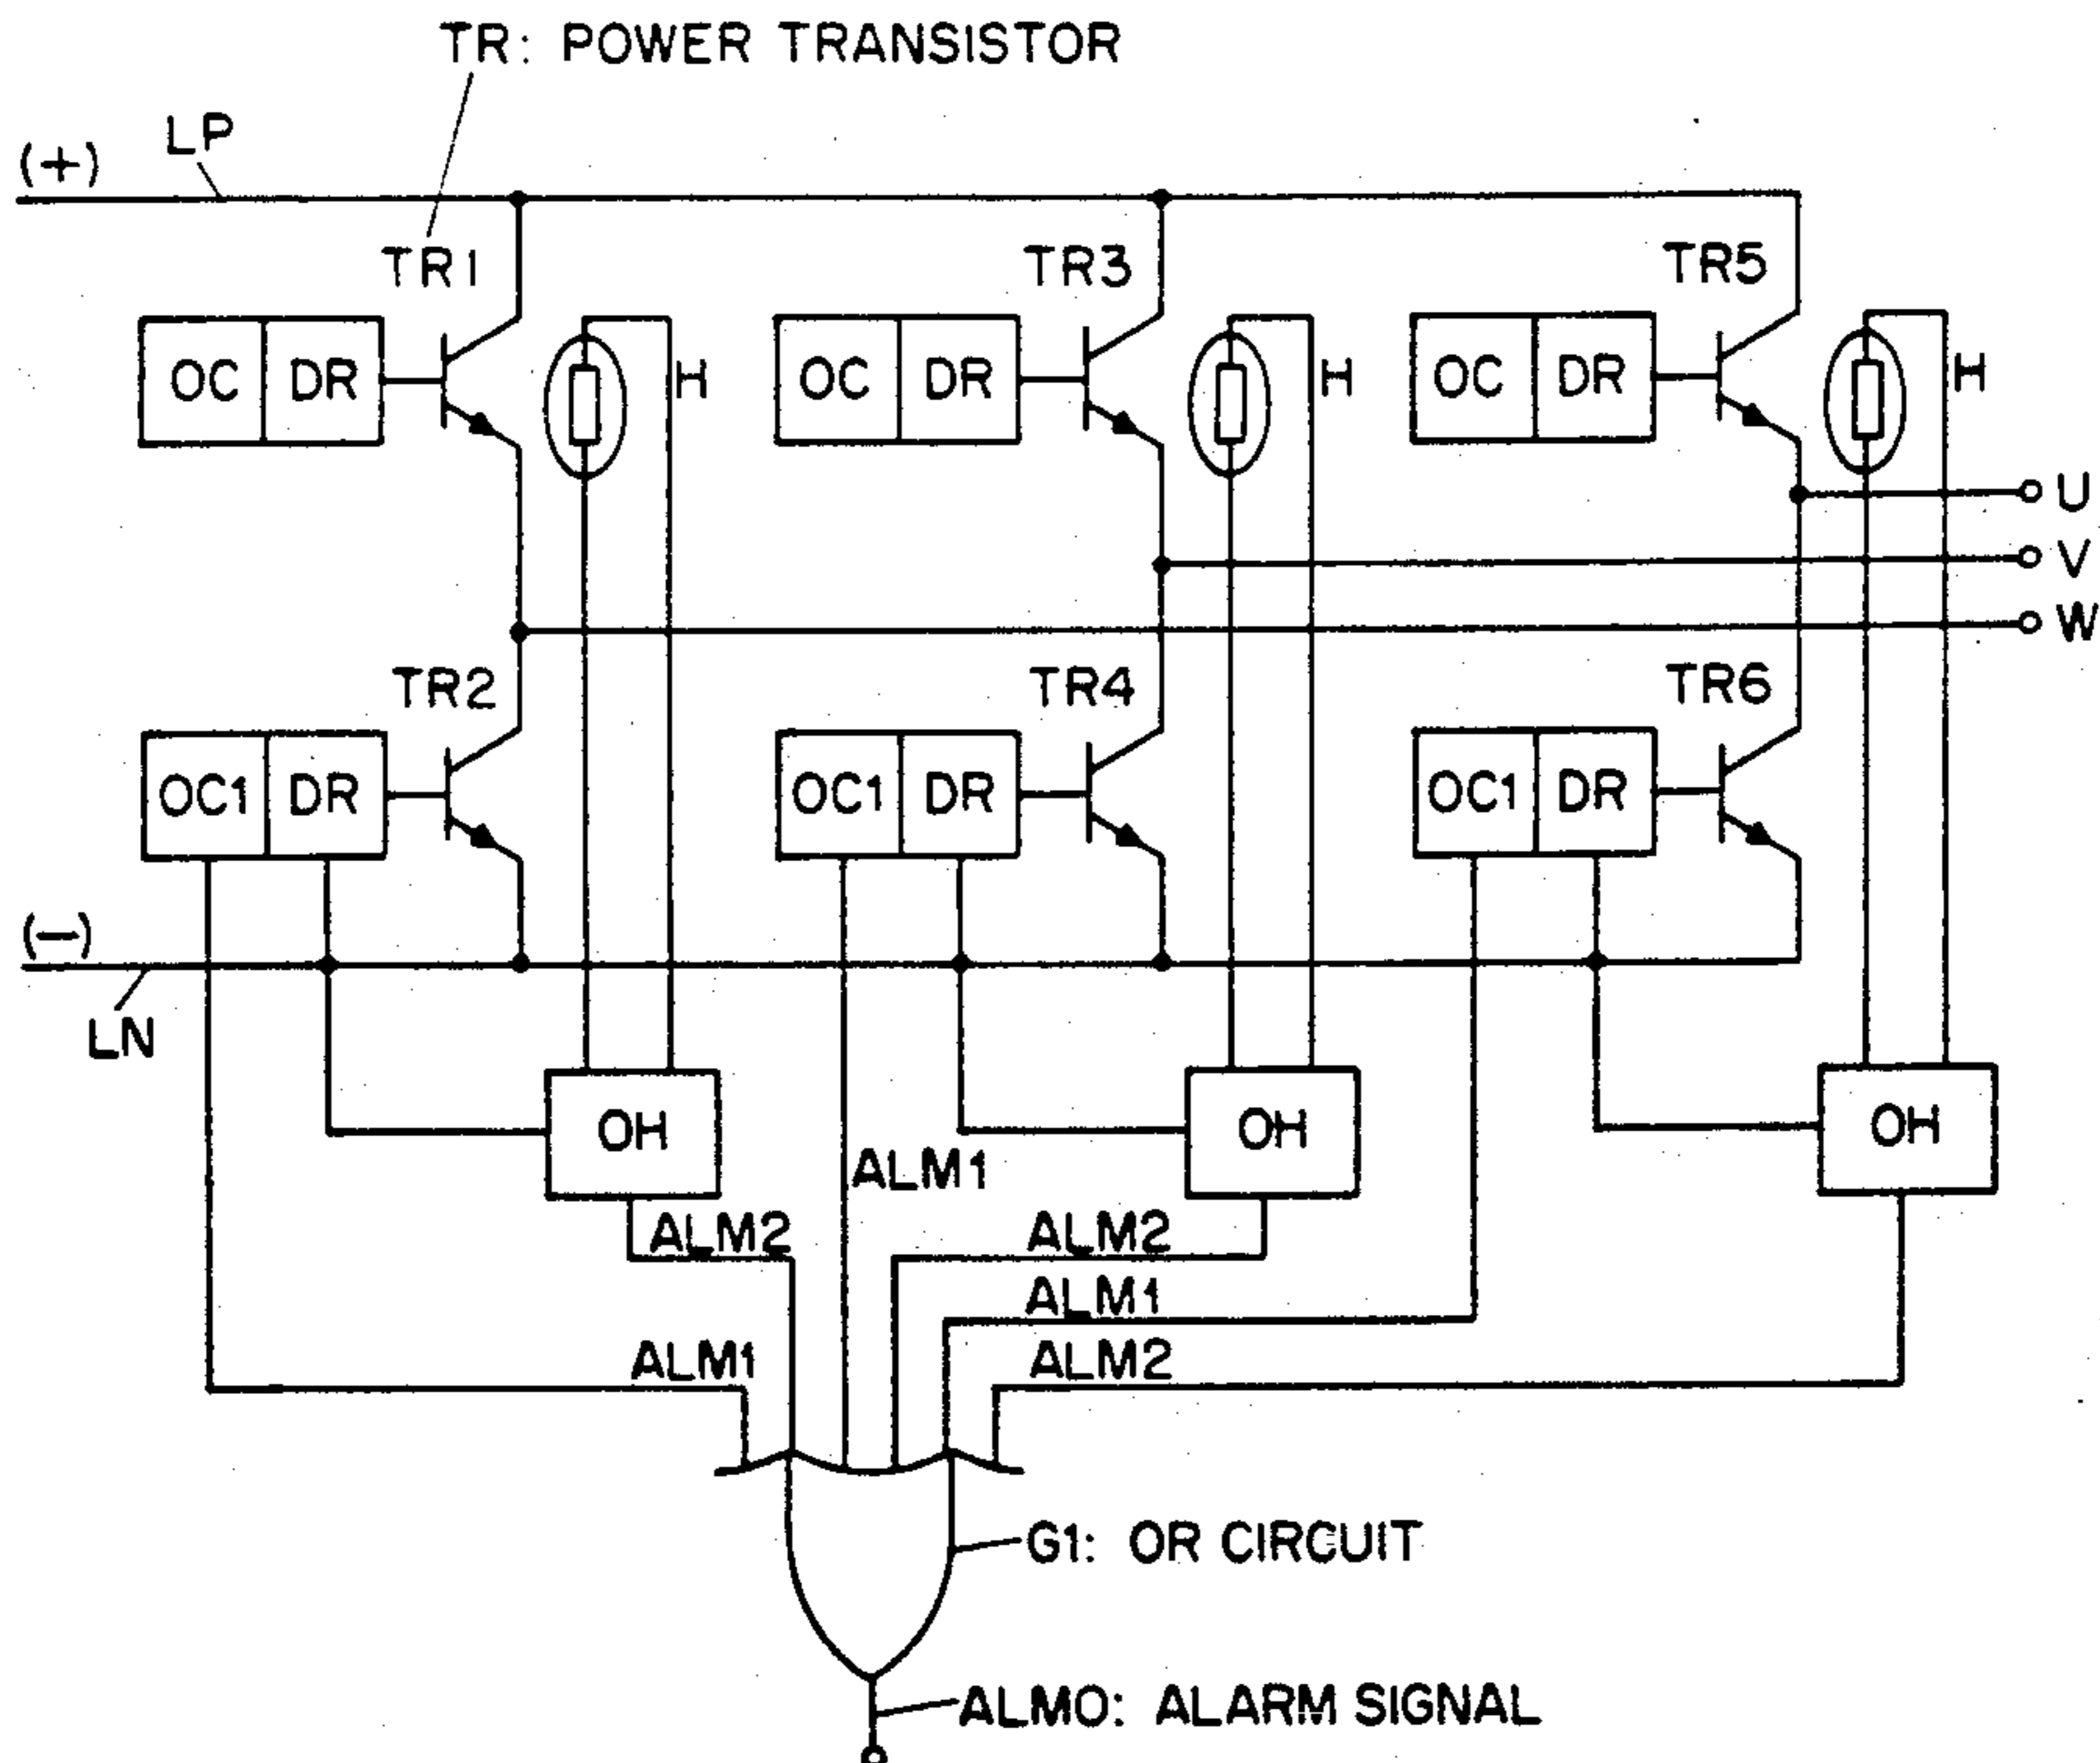 TR: POWER TRANSISTOR
LP
(+)
TR1
TR3
TR5
OC
DR
H
OC
DR
H
OC
DR
H
U
V
W
TR2
TR4
TR6
OC1
DR
OC1
DR
OC1
DR
(−)
LN
OH
OH
OH
ALM1
ALM2
ALM2
ALM1
ALM1
ALM2
G1: OR CIRCUIT
ALMO: ALARM SIGNAL